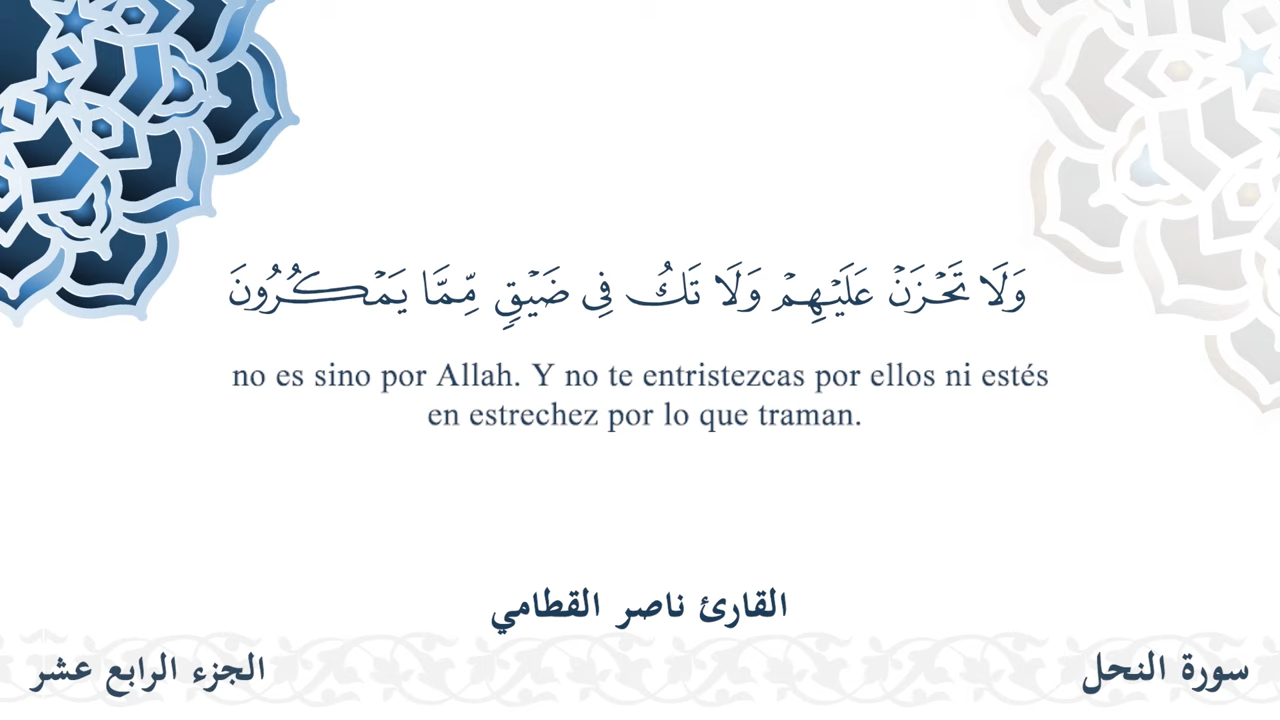 وَلَا تَحْزَنْ عَلَيْهِمْ وَلَا تَكُ فِى ضَيْقٍ مِّمَّا يَمْكُرُونَ
no es sino por Allah. Y no te entristezcas por ellos ni estés
en estrechez por lo que traman.
القارئ ناصر القطامي
سورة النحل
الجزء الرابع عشر